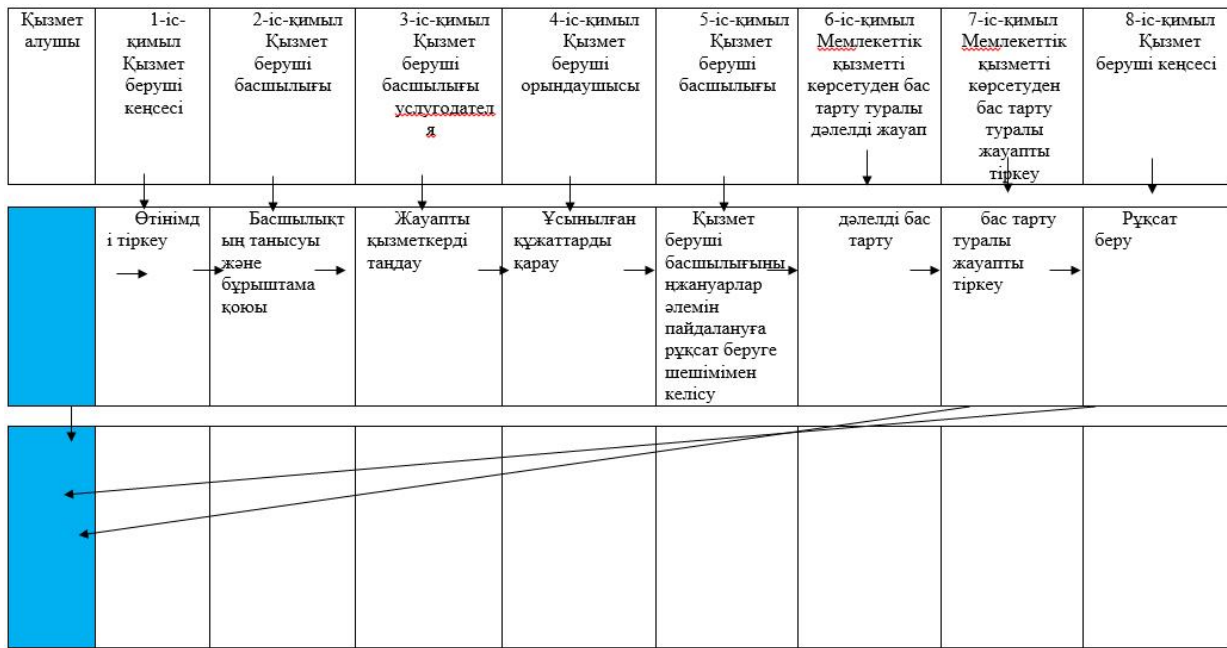 Қызмет
алушы
1-іс-
қимыл
Қызмет
беруші
кеңсесі
2-іс-қимыл
Қызмет
беруші
басшылығы
3-іс-қимыл
Қызмет
беруші
басшылығы
услугодател
я
4-іс-қимыл
Қызмет
беруші
орындаушысы
5-іс-қимыл
Қызмет
беруші
басшылығы
6-іс-қимыл
Мемлекеттік
қызметті
көрсетуден бас
тарту туралы
дәлелді жауап
7-іс-қимыл
Мемлекеттік
қызметті
көрсетуден
бас тарту
туралы
жауапты
тіркеу
8-іс-қимыл
Қызмет
беруші кеңсесі
Өтінімд
і тіркеу
Басшылықт
ың танысуы
және
бұрыштама
қоюы
Жауапты
қызметкерді
таңдау
Ұсынылған
құжаттарды
қарау
Қызмет
беруші
басшылығыны
ңжануарлар
әлемін
пайдалануға
рұқсат беруге
шешімімен
келісу
дәлелді бас
тарту
бас тарту
туралы
жауапты
тіркеу
Рұқсат
беру